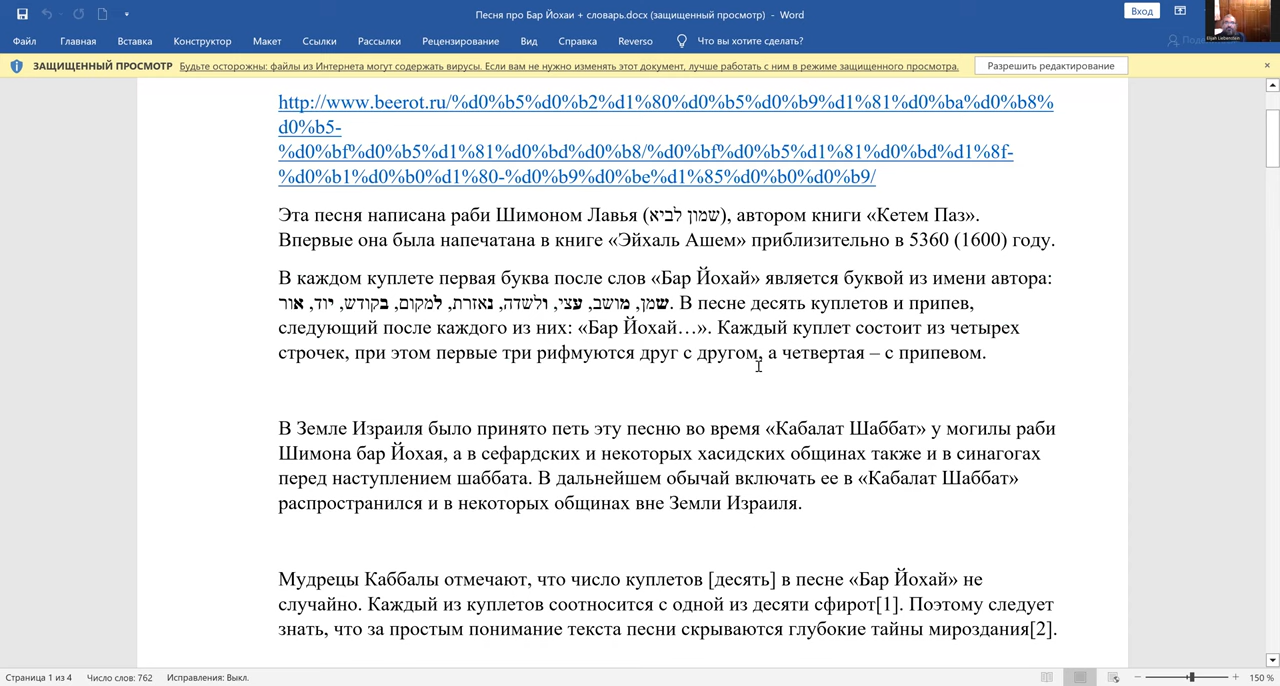 Песня про Бар Йохаи + словарь.docx (защищенный просмотр) - Word
Вход
Файл Главная Вставка Конструктор Макет Ссылки Рассылки Рецензирование Вид Справка Reverso Что вы хотите сделать?
ЗАЩИЩЕННЫЙ ПРОСМОТР Будьте осторожны: файлы из Интернета могут содержать вирусы. Если вам не нужно изменять этот документ, лучше работать с ним в режиме защищенного просмотра. Разрешить редактирование
http://www.beerot.ru/%d0%b5%d0%b2%d1%80%d0%b5%d0%b9%d1%81%d0%ba%d0%b8%
d0%b5-
%d0%bf%d0%b5%d1%81%d0%bd%d0%b8/%d0%bf%d0%b5%d1%81%d0%bd%d1%8f-
%d0%b1%d0%b0%d1%80-%d0%b9%d0%be%d1%85%d0%b0%d0%b9/
Эта песня написана раби Шимоном Лавья (שמון לביא), автором книги «Кетем Паз».
Впервые она была напечатана в книге «Эйхаль Ашем» приблизительно в 5360 (1600) году.
В каждом куплете первая буква после слов «Бар Йохай» является буквой из имени автора:
שמן, מושב, עצי, ולשדה, נאזרת, למקום, בקודש, יוד, אור. В песне десять куплетов и припев,
следующий после каждого из них: «Бар Йохай…». Каждый куплет состоит из четырех
строчек, при этом первые три рифмуются друг с другом, а четвертая – с припевом.
В Земле Израиля было принято петь эту песню во время «Кабалат Шаббат» у могилы раби
Шимона бар Йохая, а в сефардских и некоторых хасидских общинах также и в синагогах
перед наступлением шаббата. В дальнейшем обычай включать ее в «Кабалат Шаббат»
распространился и в некоторых общинах вне Земли Израиля.
Мудрецы Каббалы отмечают, что число куплетов [десять] в песне «Бар Йохай» не
случайно. Каждый из куплетов соотносится с одной из десяти сфирот[1]. Поэтому следует
знать, что за простым понимание текста песни скрываются глубокие тайны мироздания[2].
Страница 1 из 4 Число слов: 762 Исправления: Выкл. 150 %